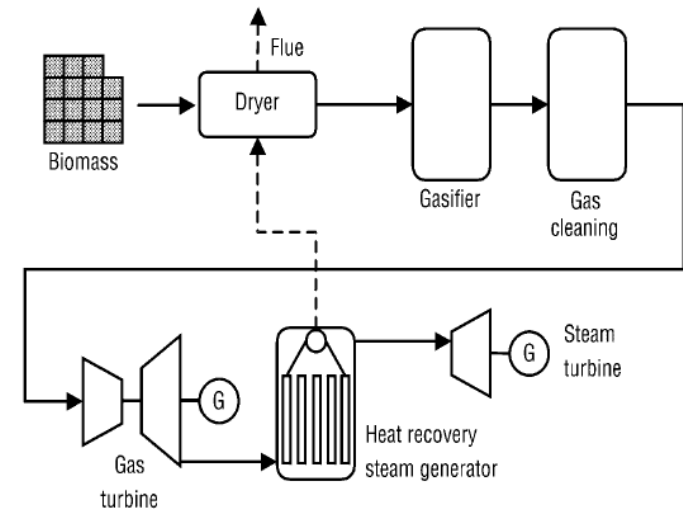 Flue
Dryer
Biomass
Gasifier
Gas
cleaning
G
Steam
turbine
G
Heat recovery
steam generator
Gas
turbine